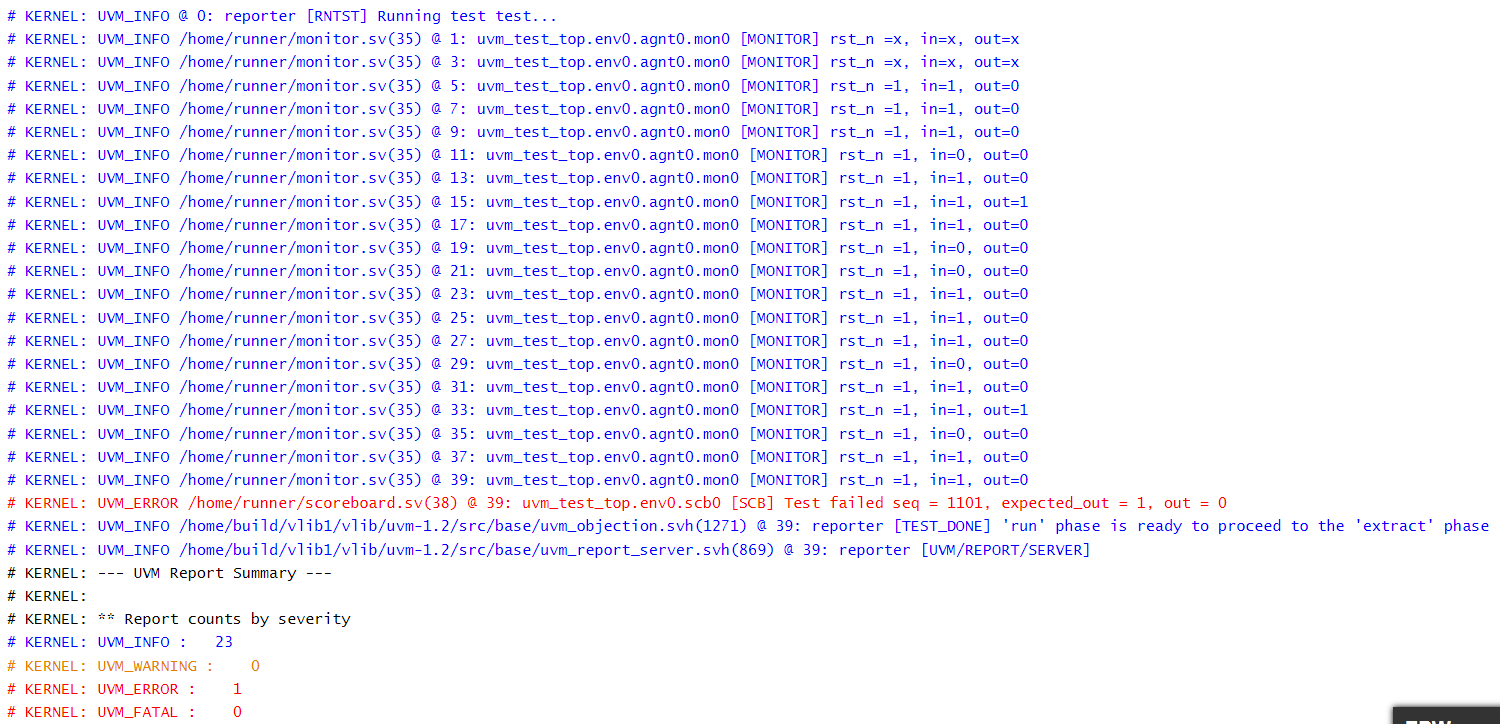 # KERNEL: UVM_INFO @ 0: reporter [RNTST] Running test test...
# KERNEL: UVM_INFO /home/runner/monitor.sv(35) @ 1: uvm_test_top.env0.agnt0.mon0 [MONITOR] rst_n =x, in=x, out=x
# KERNEL: UVM_INFO /home/runner/monitor.sv(35) @ 3: uvm_test_top.env0.agnt0.mon0 [MONITOR] rst_n =x, in=x, out=x
# KERNEL: UVM_INFO /home/runner/monitor.sv(35) @ 5: uvm_test_top.env0.agnt0.mon0 [MONITOR] rst_n =1, in=1, out=0
# KERNEL: UVM_INFO /home/runner/monitor.sv(35) @ 7: uvm_test_top.env0.agnt0.mon0 [MONITOR] rst_n =1, in=1, out=0
# KERNEL: UVM_INFO /home/runner/monitor.sv(35) @ 9: uvm_test_top.env0.agnt0.mon0 [MONITOR] rst_n =1, in=1, out=0
# KERNEL: UVM_INFO /home/runner/monitor.sv(35) @ 11: uvm_test_top.env0.agnt0.mon0 [MONITOR] rst_n =1, in=0, out=0
# KERNEL: UVM_INFO /home/runner/monitor.sv(35) @ 13: uvm_test_top.env0.agnt0.mon0 [MONITOR] rst_n =1, in=1, out=0
# KERNEL: UVM_INFO /home/runner/monitor.sv(35) @ 15: uvm_test_top.env0.agnt0.mon0 [MONITOR] rst_n =1, in=1, out=1
# KERNEL: UVM_INFO /home/runner/monitor.sv(35) @ 17: uvm_test_top.env0.agnt0.mon0 [MONITOR] rst_n =1, in=1, out=0
# KERNEL: UVM_INFO /home/runner/monitor.sv(35) @ 19: uvm_test_top.env0.agnt0.mon0 [MONITOR] rst_n =1, in=0, out=0
# KERNEL: UVM_INFO /home/runner/monitor.sv(35) @ 21: uvm_test_top.env0.agnt0.mon0 [MONITOR] rst_n =1, in=0, out=0
# KERNEL: UVM_INFO /home/runner/monitor.sv(35) @ 23: uvm_test_top.env0.agnt0.mon0 [MONITOR] rst_n =1, in=1, out=0
# KERNEL: UVM_INFO /home/runner/monitor.sv(35) @ 25: uvm_test_top.env0.agnt0.mon0 [MONITOR] rst_n =1, in=1, out=0
# KERNEL: UVM_INFO /home/runner/monitor.sv(35) @ 27: uvm_test_top.env0.agnt0.mon0 [MONITOR] rst_n =1, in=1, out=0
# KERNEL: UVM_INFO /home/runner/monitor.sv(35) @ 29: uvm_test_top.env0.agnt0.mon0 [MONITOR] rst_n =1, in=0, out=0
# KERNEL: UVM_INFO /home/runner/monitor.sv(35) @ 31: uvm_test_top.env0.agnt0.mon0 [MONITOR] rst_n =1, in=1, out=0
# KERNEL: UVM_INFO /home/runner/monitor.sv(35) @ 33: uvm_test_top.env0.agnt0.mon0 [MONITOR] rst_n =1, in=1, out=1
# KERNEL: UVM_INFO /home/runner/monitor.sv(35) @ 35: uvm_test_top.env0.agnt0.mon0 [MONITOR] rst_n =1, in=0, out=0
# KERNEL: UVM_INFO /home/runner/monitor.sv(35) @ 37: uvm_test_top.env0.agnt0.mon0 [MONITOR] rst_n =1, in=1, out=0
# KERNEL: UVM_INFO /home/runner/monitor.sv(35) @ 39: uvm_test_top.env0.agnt0.mon0 [MONITOR] rst_n =1, in=1, out=0
# KERNEL: UVM_ERROR /home/runner/scoreboard.sv(38) @ 39: uvm_test_top.env0.scb0 [SCB] Test failed seq = 1101, expected_out = 1, out = 0
# KERNEL: UVM_INFO /home/build/vlib1/vlib/uvm-1.2/src/base/uvm_objection.svh(1271) @ 39: reporter [TEST_DONE] 'run' phase is ready to proceed to the 'extract' phase
# KERNEL: UVM_INFO /home/build/vlib1/vlib/uvm-1.2/src/base/uvm_report_server.svh(869) @ 39: reporter [UVM/REPORT/SERVER]
# KERNEL: --- UVM Report Summary ---
# KERNEL:
# KERNEL: ** Report counts by severity
# KERNEL: UVM_INFO :   23
# KERNEL: UVM_WARNING :    0
# KERNEL: UVM_ERROR :    1
# KERNEL: UVM_FATAL :    0